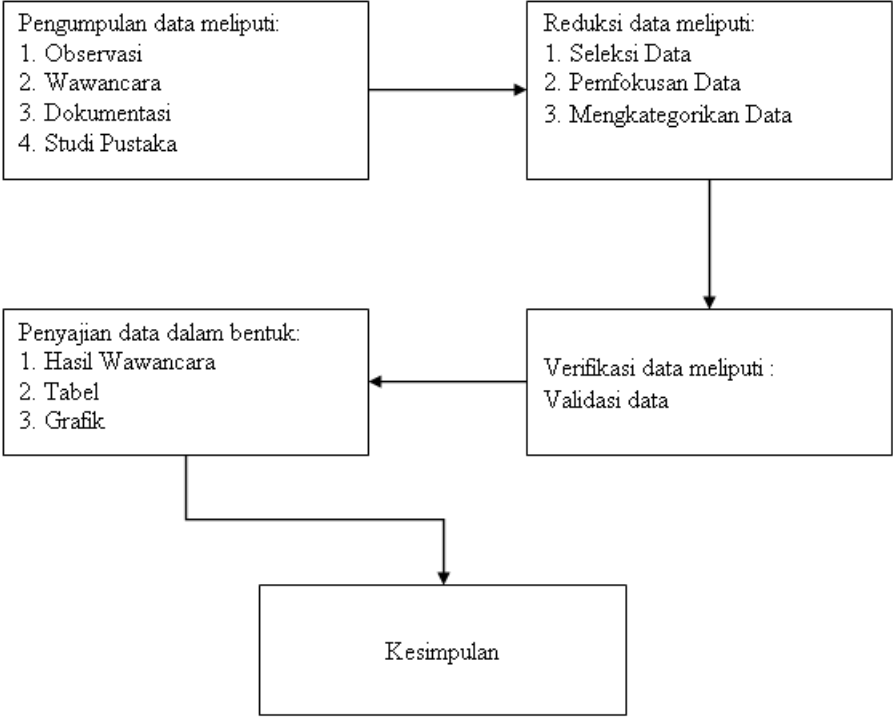 Pengumpulan data meliputi:
1. Observasi
2. Wawancara
3. Dokumentasi
4. Studi Pustaka
Reduksi data meliputi:
1. Seleksi Data
2. Pemfokusan Data
3. Mengkategorikan Data
Verifikasi data meliputi :
Validasi data
Penyajian data dalam bentuk:
1. Hasil Wawancara
2. Tabel
3. Grafik
Kesimpulan